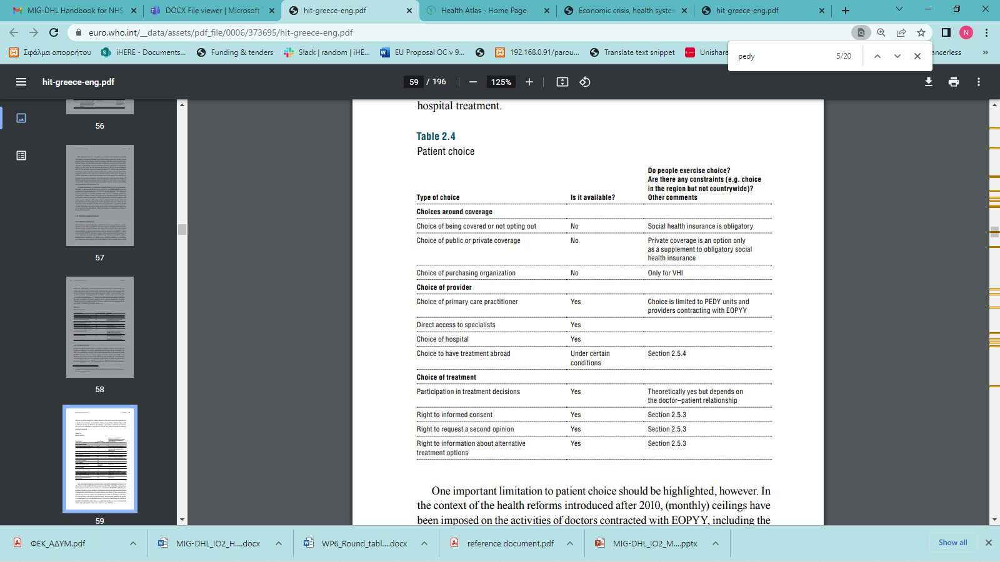 MIG-DHL Handbook for NHS
DOCX File viewer | Microsoft
hit-greece-eng.pdf
Health Atlas - Home Page
Economic crisis, health system
hit-greece-eng.pdf
euro.who.int/__data/assets/pdf_file/0006/373695/hit-greece-eng.pdf
N
Σφάλμα απορρήτου
iHERE - Documents...
Funding & tenders
Slack | random | iHE...
EU Proposal OC v 9...
192.168.0.91/parou...
Translate text snippet
Unishare
ancerless
»
pedy
5/20
hit-greece-eng.pdf
59 / 196
125%
56
57
58
59
hospital treatment.
Table 2.4
Patient choice
Do people exercise choice?
Are there any constraints (e.g. choice
in the region but not countrywide)?
Type of choice Is it available? Other comments
Choices around coverage
Choice of being covered or not opting out No Social health insurance is obligatory
Choice of public or private coverage No Private coverage is an option only
as a supplement to obligatory social
health insurance
Choice of purchasing organization No Only for VHI
Choice of provider
Choice of primary care practitioner Yes Choice is limited to PEDY units and
providers contracting with EOPYY
Direct access to specialists Yes
Choice of hospital Yes
Choice to have treatment abroad Under certain Section 2.5.4
conditions
Choice of treatment
Participation in treatment decisions Yes Theoretically yes but depends on
the doctor–patient relationship
Right to informed consent Yes Section 2.5.3
Right to request a second opinion Yes Section 2.5.3
Right to information about alternative Yes Section 2.5.3
treatment options
One important limitation to patient choice should be highlighted, however. In
the context of the health reforms introduced after 2010, (monthly) ceilings have
been imposed on the activities of doctors contracted with EOPYY, including the
ΦΕΚ_ΑΔΥΜ.pdf
MIG-DHL_IO2_H....docx
WP6_Round_tabl....docx
reference document.pdf
MIG-DHL_IO2_M....pptx
Show all